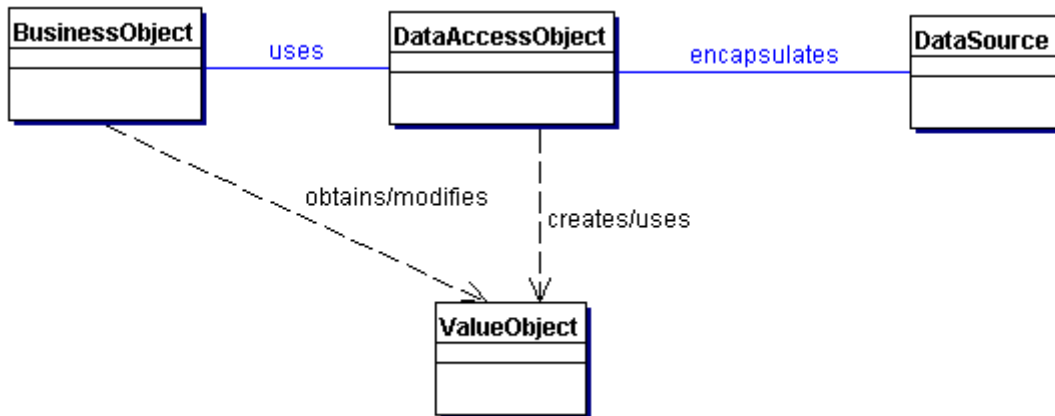 BusinessObject
uses
DataAccessObject
encapsulates
DataSource
obtains/modifies
creates/uses
ValueObject